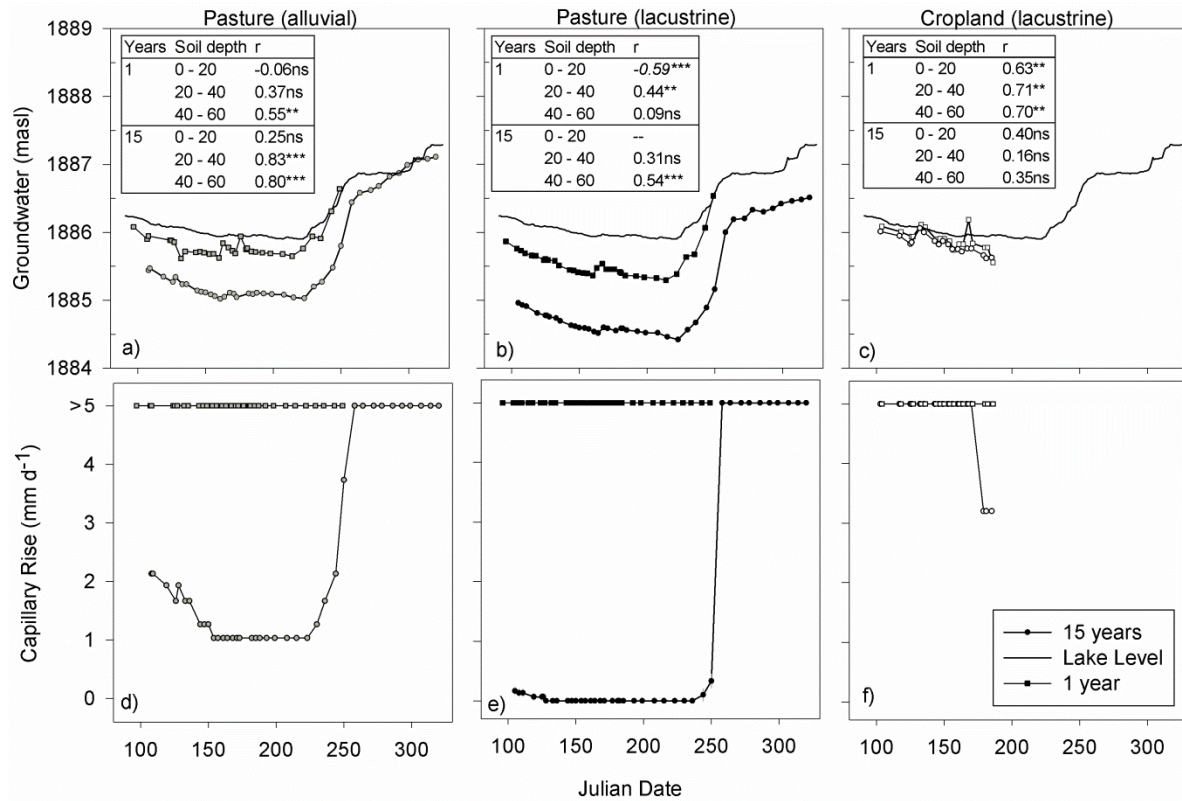 Pasture (alluvial)
Pasture (lacustrine)
Cropland (lacustrine)
Groundwater (masl)
1889
1888
1887
1886
1885
1884
Years Soil depth r
1 0 - 20 -0.06ns
20 - 40 0.37ns
40 - 60 0.55**
15 0 - 20 0.25ns
20 - 40 0.83***
40 - 60 0.80***
a)
Years Soil depth r
1 0 - 20 -0.59***
20 - 40 0.44**
40 - 60 0.09ns
15 0 - 20 --
20 - 40 0.31ns
40 - 60 0.54***
b)
Years Soil depth r
1 0 - 20 0.63**
20 - 40 0.71**
40 - 60 0.70**
15 0 - 20 0.40ns
20 - 40 0.16ns
40 - 60 0.35ns
c)
Capillary Rise (mm d-1)
>5
4
3
2
1
0
d)
e)
f)
15 years
Lake Level
1 year
100 150 200 250 300
100 150 200 250 300
100 150 200 250 300
Julian Date